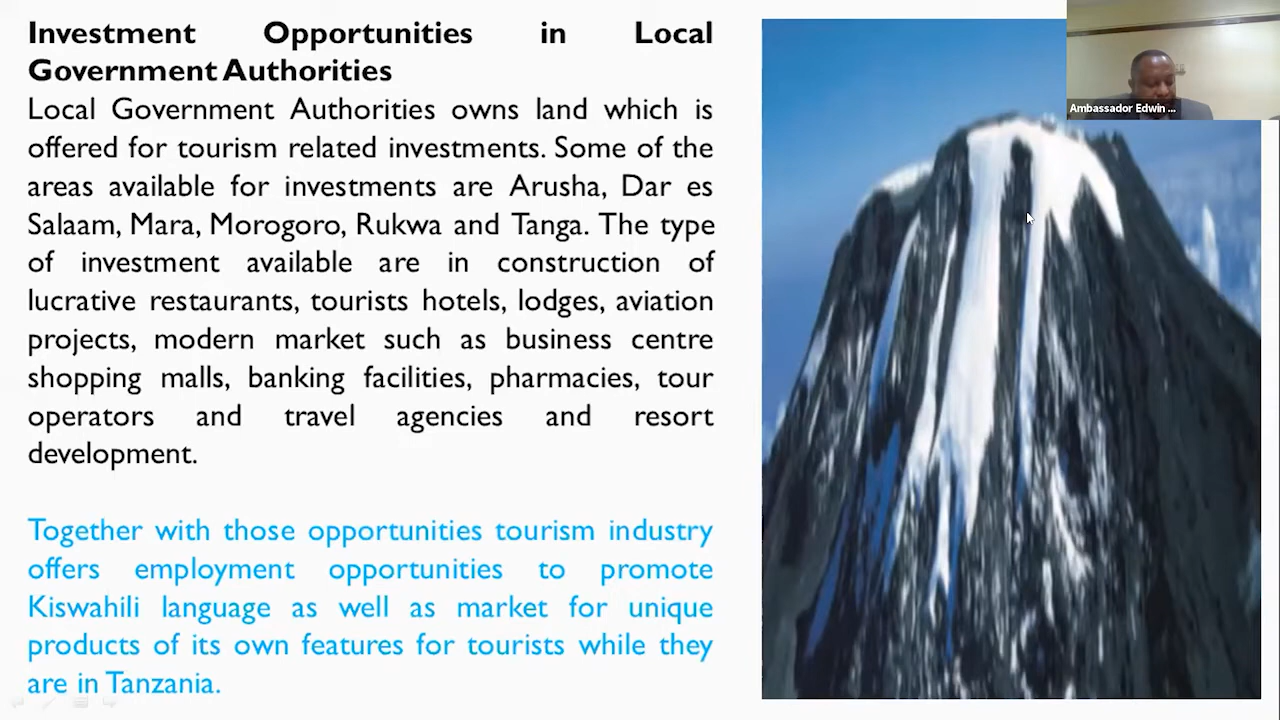 Investment Opportunities in Local
Government Authorities
Local Government Authorities owns land which is
offered for tourism related investments. Some of the
areas available for investments are Arusha, Dar es
Salaam, Mara, Morogoro, Rukwa and Tanga. The type
of investment available are in construction of
lucrative restaurants, tourists hotels, lodges, aviation
projects, modern market such as business centre
shopping malls, banking facilities, pharmacies, tour
operators and travel agencies and resort
development.
Together with those opportunities tourism industry
offers employment opportunities to promote
Kiswahili language as well as market for unique
products of its own features for tourists while they
are in Tanzania.
Ambassador Edwin ...